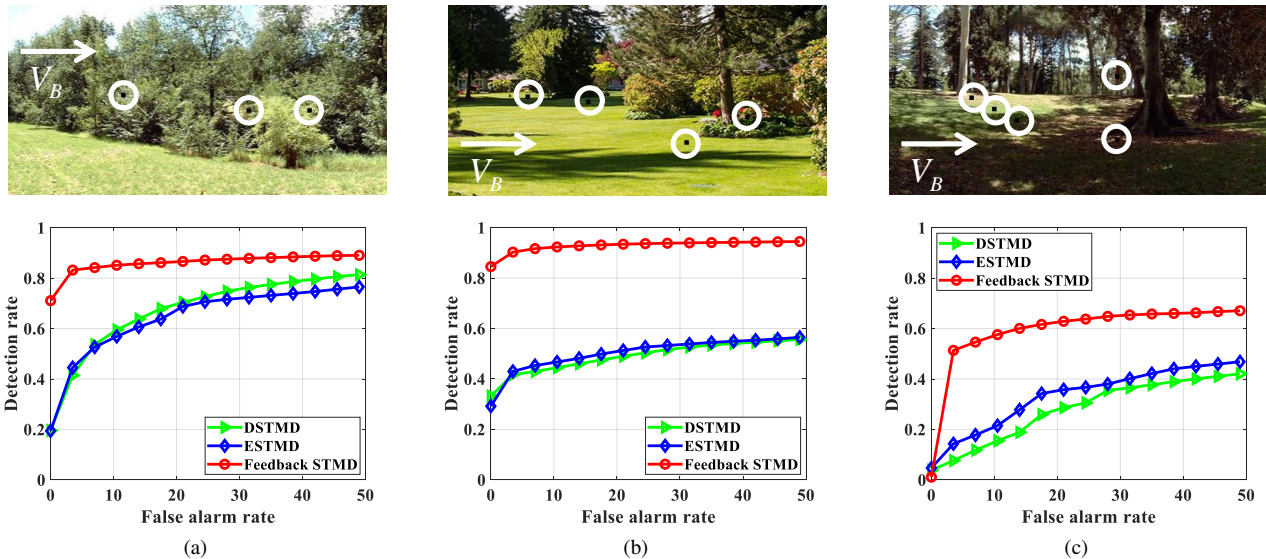 V_B
V_B
V_B
Detection rate
1
0.8
0.6
0.4
0.2
0
DSTMD
ESTMD
Feedback STMD
0 10 20 30 40 50
False alarm rate
(a)
Detection rate
1
0.8
0.6
0.4
0.2
0
DSTMD
ESTMD
Feedback STMD
0 10 20 30 40 50
False alarm rate
(b)
Detection rate
1
0.8
0.6
0.4
0.2
0
DSTMD
ESTMD
Feedback STMD
0 10 20 30 40 50
False alarm rate
(c)